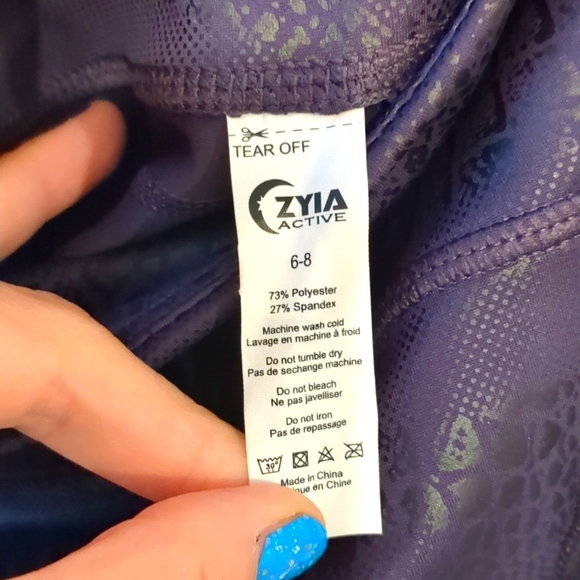 TEAR OFF
ZYIA
ACTIVE
6-8
73% Polyester
27% Spandex
Machine wash cold
Lavage en machine à froid
Do not tumble dry
Pas de sechange machine
Do not bleach
Ne pas javelliser
Do not iron
Pas de repassage
30°
Made in China
en Chine